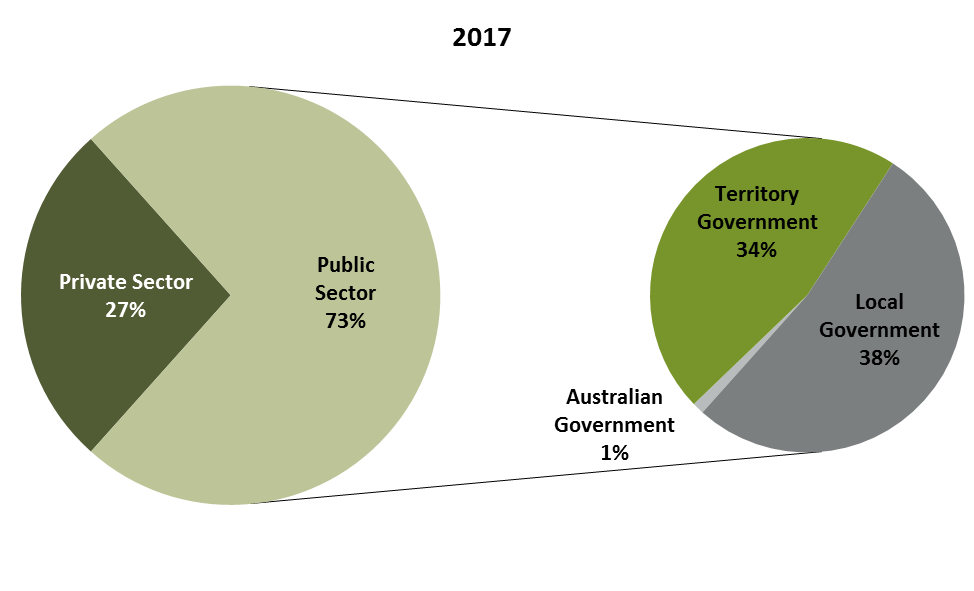 2017
Private Sector
27%
Public
Sector
73%
Territory
Government
34%
Local
Government
38%
Australian
Government
1%